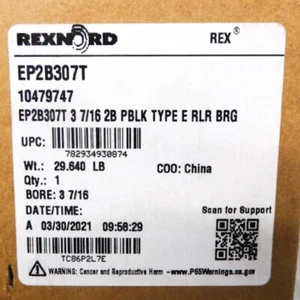 REXNORD REX®
EP2B307T
10479747
EP2B307T 3 7/16 2B PBLK TYPE E RLR BRG
UPC:
782934930874
Wt.: 29.640 LB COO: China
Qty.: 1
BORE: 3 7/16
DATE/TIME: Scan for Support
A 03/30/2021 09:58:29
TC86P2L7E
WARNING: Cancer and Reproductive Harm -www.P65Warnings.ca.gov